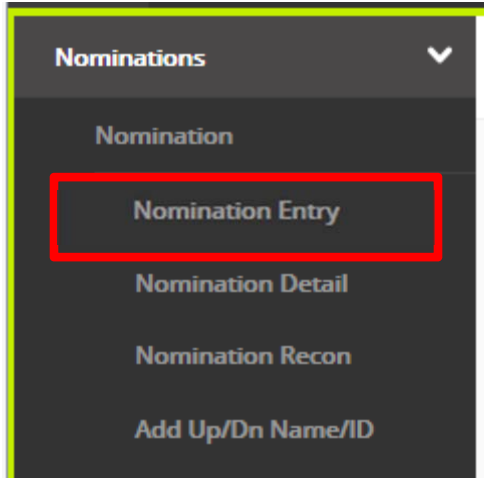 Nominations
Nomination
Nomination Entry
Nomination Detail
Nomination Recon
Add Up/Dn Name/ID